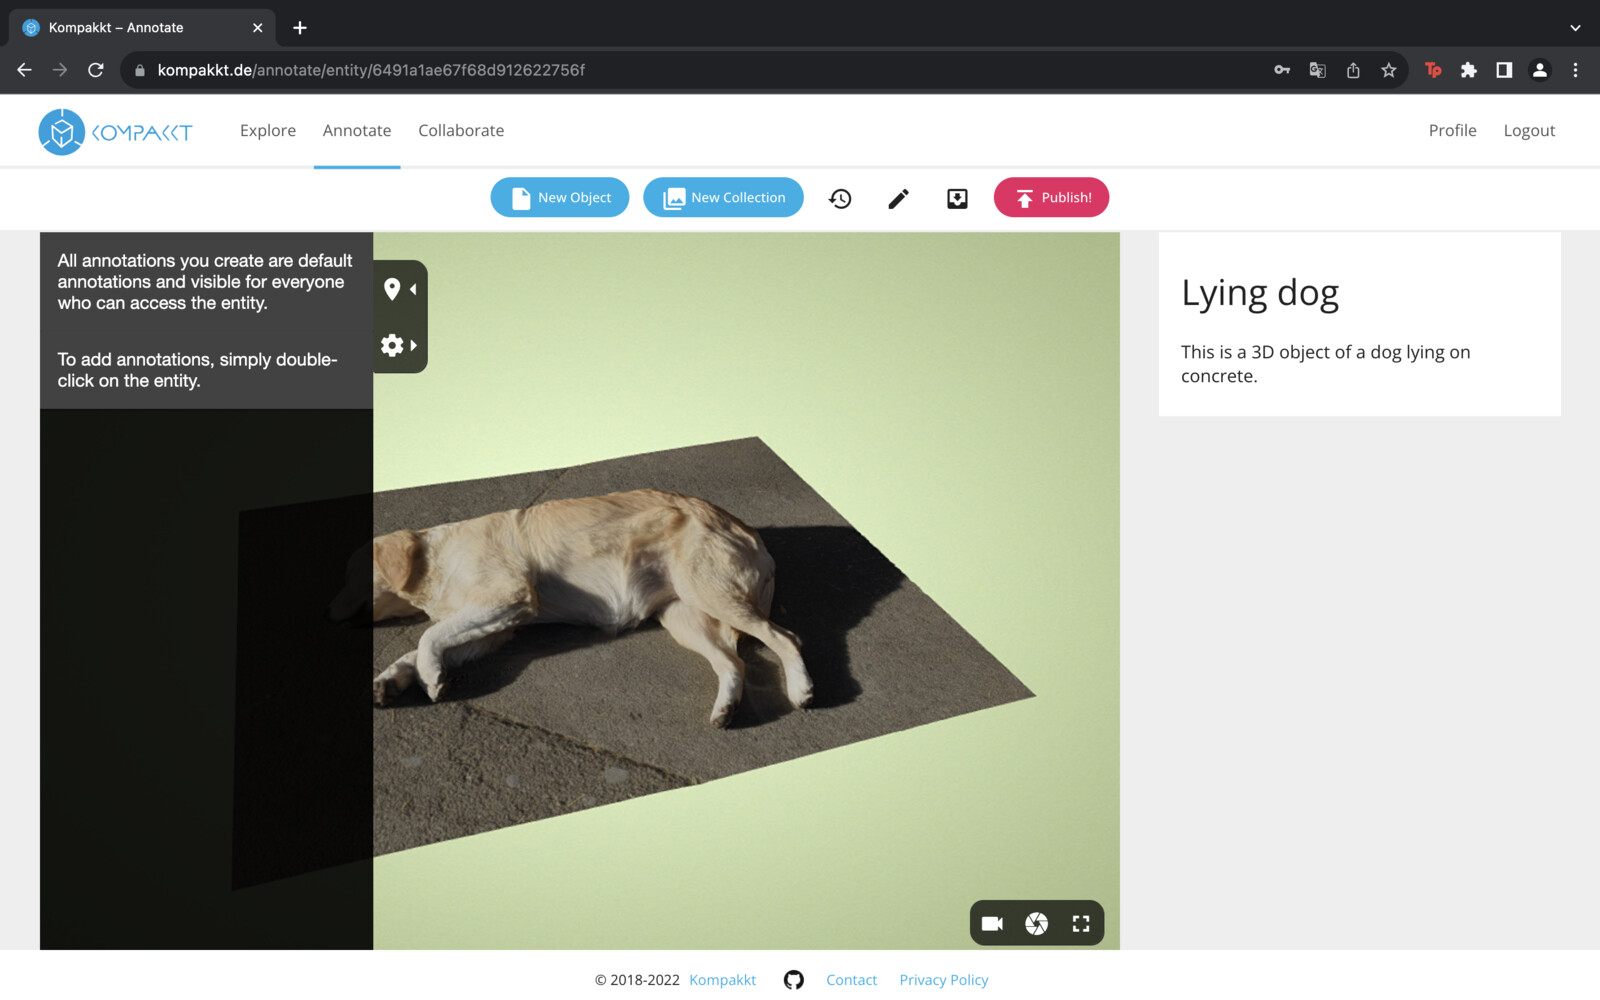 Kompakkt – Annotate
kompakkt.de/annotate/entity/6491a1ae67f68d912622756f
Tp
KOMPAKKT
Explore
Annotate
Collaborate
Profile
Logout
New Object
New Collection
Publish!
All annotations you create are default
annotations and visible for everyone
who can access the entity.
To add annotations, simply double-
click on the entity.
Lying dog
This is a 3D object of a dog lying on
concrete.
© 2018-2022 Kompakkt
Contact
Privacy Policy